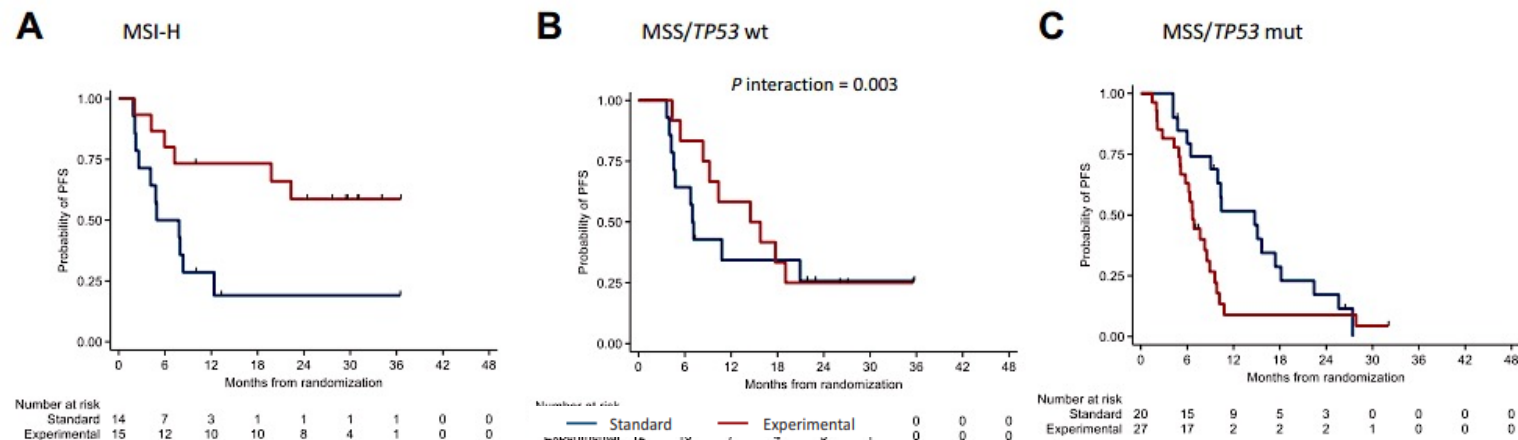 A MSI-H
B MSS/TP53 wt
C MSS/TP53 mut
P interaction = 0.003
Probability of PFS
1.00
0.75
0.50
0.25
0.00
0 6 12 18 24 30 36 42 48
Months from randomization
Number at risk
Standard 14 7 3 1 1 1 1 0 0
Experimental 15 12 10 10 8 4 1 0 0
Probability of PFS
1.00
0.75
0.50
0.25
0.00
0 6 12 18 24 30 36 42 48
Months from randomization
Number at risk
Standard Experimental 0 0
0 0
Probability of PFS
1.00
0.75
0.50
0.25
0.00
0 6 12 18 24 30 36 42 48
Months from randomization
Number at risk
Standard 20 15 9 5 3 0 0 0 0
Experimental 27 17 2 2 2 1 0 0 0